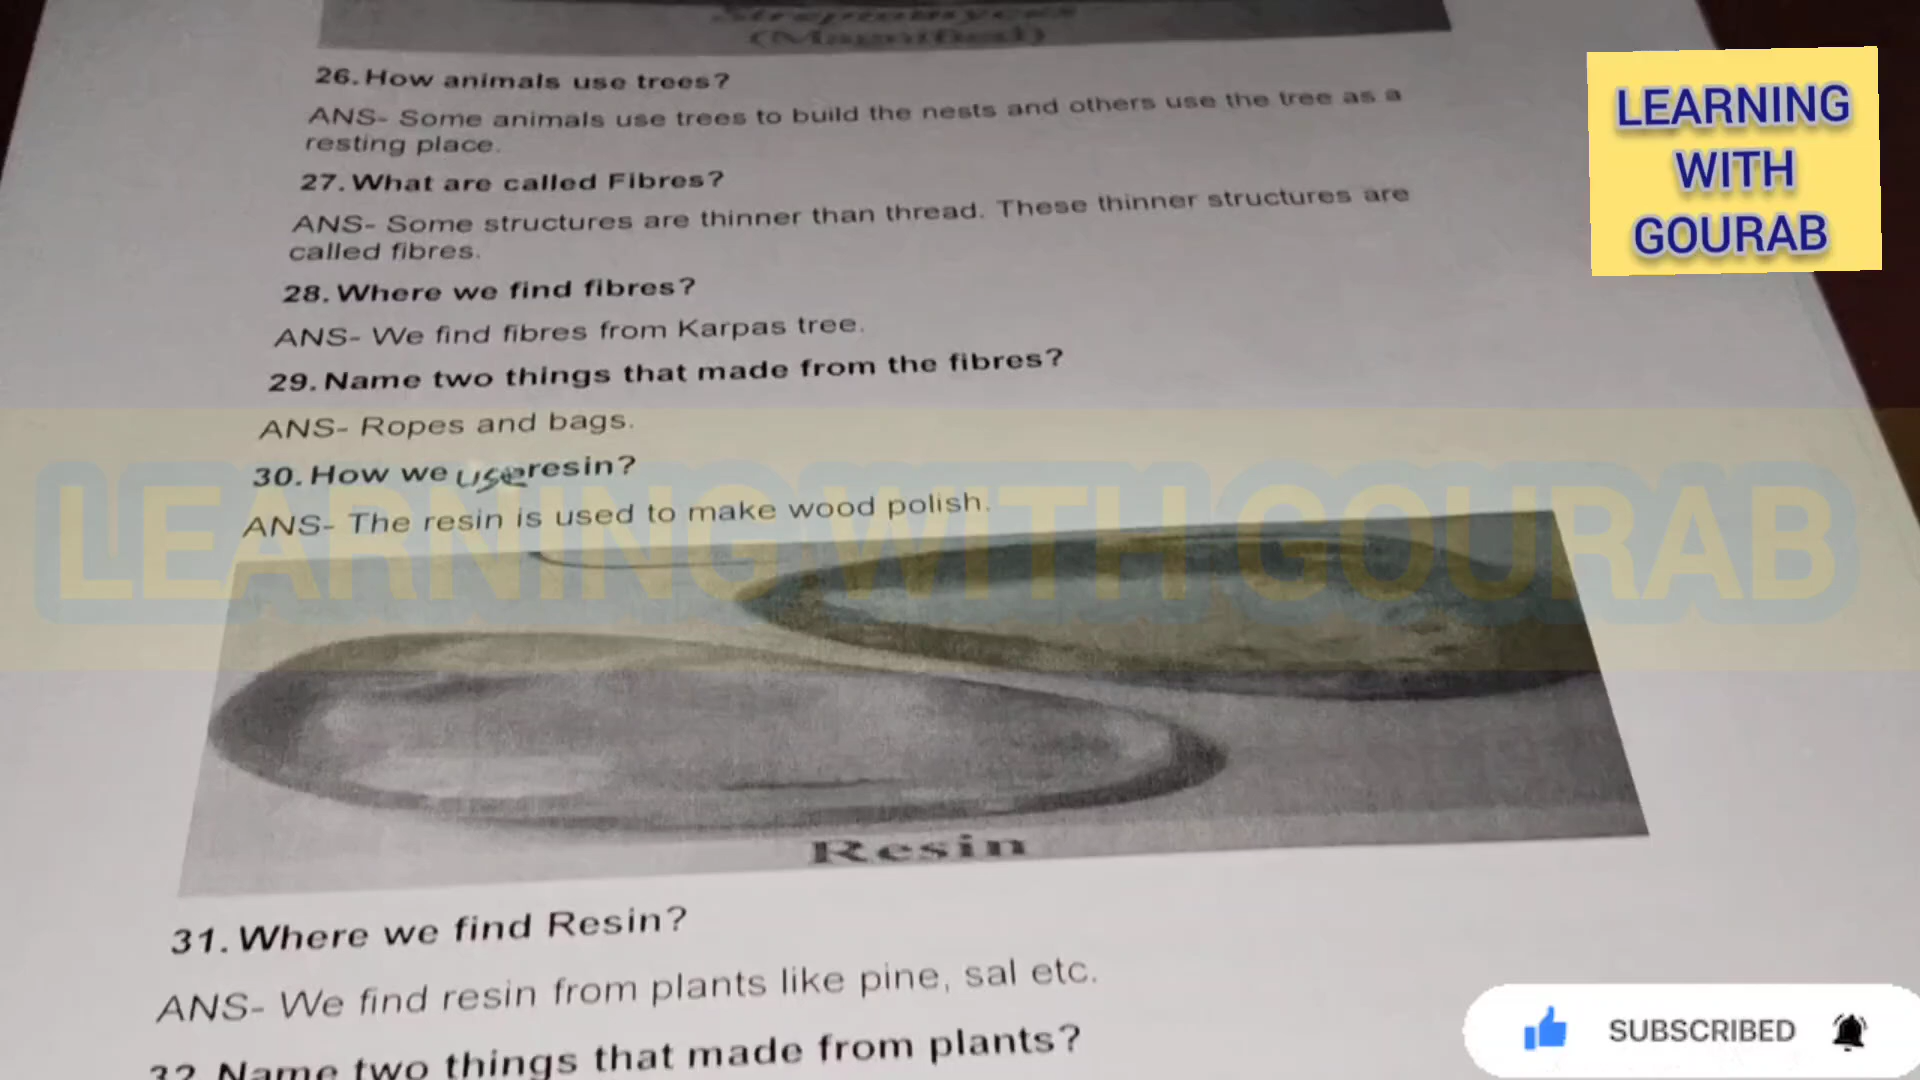 Streptomyces
(Magnified)
26. How animals use trees?
ANS- Some animals use trees to build the nests and others use the tree as a
resting place.
27. What are called Fibres?
ANS- Some structures are thinner than thread. These thinner structures are
called fibres.
28. Where we find fibres?
ANS- We find fibres from Karpas tree.
29. Name two things that made from the fibres?
ANS- Ropes and bags.
30. How we use resin?
ANS- The resin is used to make wood polish.
Resin
31. Where we find Resin?
ANS- We find resin from plants like pine, sal etc.
32. Name two things that made from plants?
LEARNING
WITH
GOURAB
LEARNING WITH GOURAB
SUBSCRIBED